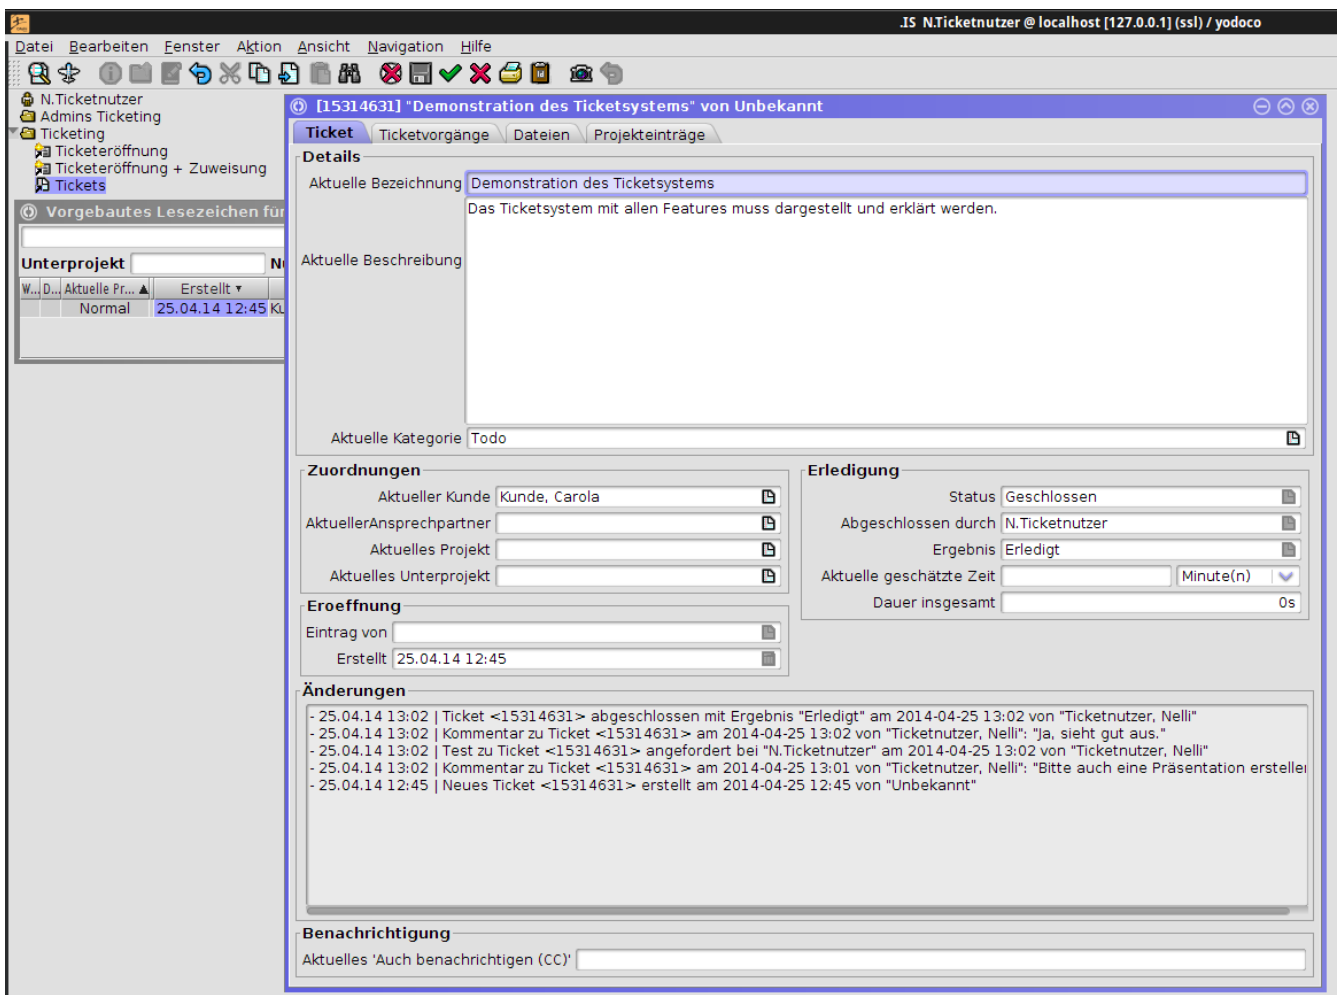 .IS N.Ticketnutzer @ localhost [127.0.0.1] (ssl) / yodoco
Datei Bearbeiten Fenster Aktion Ansicht Navigation Hilfe
N.Ticketnutzer
Admins Ticketing
Ticketing
Ticketeröffnung
Ticketeröffnung + Zuweisung
Tickets
Vorgebautes Lesezeichen für
Unterprojekt
W... D... Aktuelle Pr... ▲ Erstellt ▾
Normal 25.04.14 12:45
[15314631] "Demonstration des Ticketsystems" von Unbekannt
Ticket Ticketvorgänge Dateien Projekteinträge
Details
Aktuelle Bezeichnung Demonstration des Ticketsystems
Das Ticketsystem mit allen Features muss dargestellt und erklärt werden.
Aktuelle Beschreibung
Aktuelle Kategorie Todo
Zuordnungen
Aktueller Kunde Kunde, Carola
AktuellerAnsprechpartner
Aktuelles Projekt
Aktuelles Unterprojekt
Erledigung
Status Geschlossen
Abgeschlossen durch N.Ticketnutzer
Ergebnis Erledigt
Aktuelle geschätzte Zeit Minute(n)
Dauer insgesamt 0s
Eroeffnung
Eintrag von
Erstellt 25.04.14 12:45
Änderungen
- 25.04.14 13:02 | Ticket <15314631> abgeschlossen mit Ergebnis "Erledigt" am 2014-04-25 13:02 von "Ticketnutzer, Nelli"
- 25.04.14 13:02 | Kommentar zu Ticket <15314631> am 2014-04-25 13:02 von "Ticketnutzer, Nelli": "Ja, sieht gut aus."
- 25.04.14 13:02 | Test zu Ticket <15314631> angefordert bei "N.Ticketnutzer" am 2014-04-25 13:02 von "Ticketnutzer, Nelli"
- 25.04.14 13:02 | Kommentar zu Ticket <15314631> am 2014-04-25 13:01 von "Ticketnutzer, Nelli": "Bitte auch eine Präsentation erstellen
- 25.04.14 12:45 | Neues Ticket <15314631> erstellt am 2014-04-25 12:45 von "Unbekannt"
Benachrichtigung
Aktuelles 'Auch benachrichtigen (CC)'